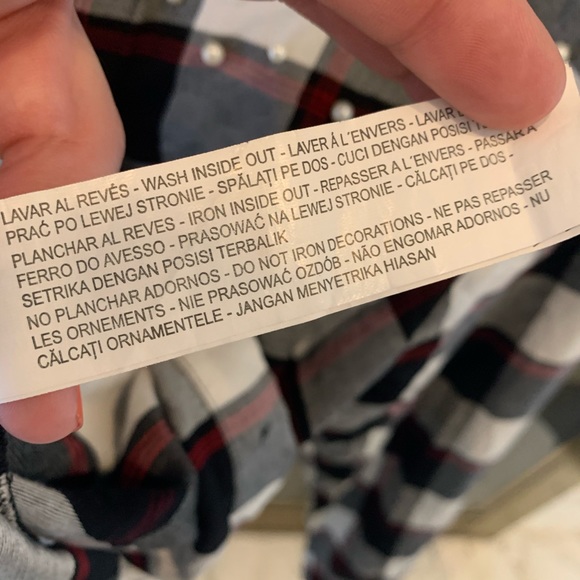 LAVAR AL REVÉS - WASH INSIDE OUT - LAVER Á L'ENVERS - LAVAR
PRAĆ PO LEWEJ STRONIE - SPĂLAȚI PE DOS - CUCI DENGAN POSISI
PLANCHAR AL REVES - IRON INSIDE OUT - REPASSER A L'ENVERS - PASSAR A
FERRO DO AVESSO - PRASOWAĆ NA LEWEJ STRONIE - CĂLCAȚI PE DOS -
SETRIKA DENGAN POSISI TERBALIK
NO PLANCHAR ADORNOS - DO NOT IRON DECORATIONS - NE PAS REPASSER
LES ORNEMENTS - NIE PRASOWAĆ OZDÓB - NÃO ENGOMAR ADORNOS - NU
CĂLCAȚI ORNAMENTELE - JANGAN MENYETRIKA HIASAN